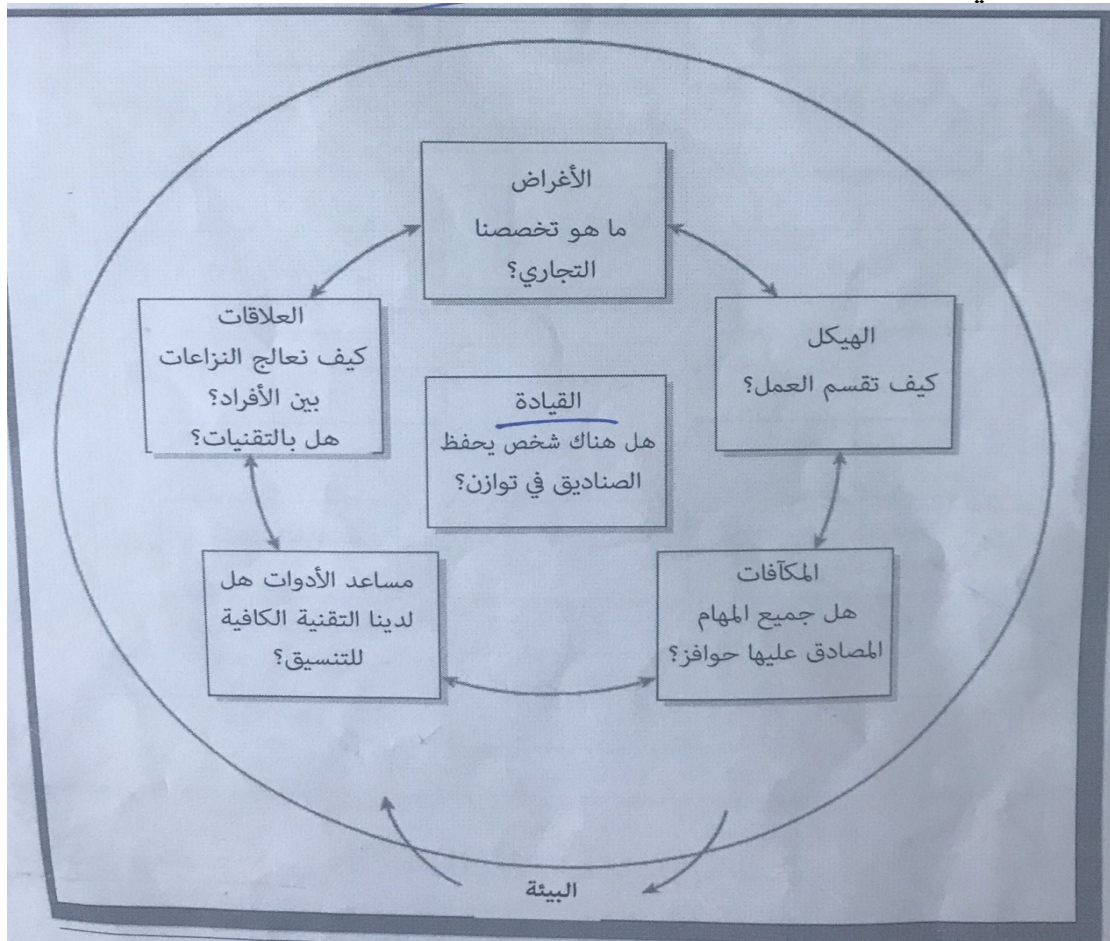 الأغراض
ما هو تخصصنا
التجاري؟
الهيكل
كيف تقسم العمل؟
العلاقات
كيف نعالج النزاعات
بين الأفراد؟
هل بالتقنيات؟
القيادة
هل هناك شخص يحفظ
الصناديق في توازن؟
المكآفات
هل جميع المهام
المصادق عليها حوافز؟
مساعد الأدوات هل
لدينا التقنية الكافية
للتنسيق؟
البيئة